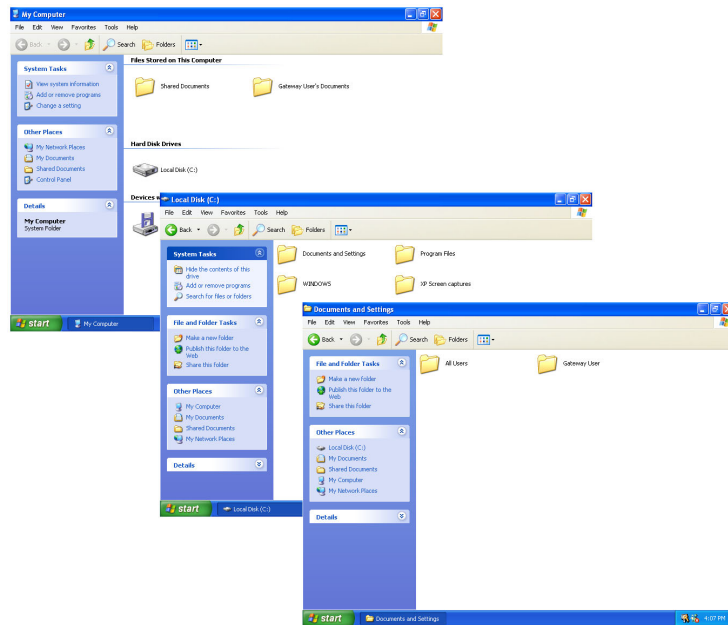 My Computer
File Edit View Favorites Tools Help
Back Search Folders
System Tasks
View system information
Add or remove programs
Change a setting
Other Places
My Network Places
My Documents
Shared Documents
Control Panel
Details
My Computer
System Folder
Files Stored on This Computer
Shared Documents Gateway User's Documents
Hard Disk Drives
Local Disk (C:)
Devices
start My Computer
Local Disk (C:)
File Edit View Favorites Tools Help
Back Search Folders
System Tasks
Hide the contents of this
drive
Add or remove programs
Search for files or folders
File and Folder Tasks
Make a new folder
Publish this folder to the
Web
Share this folder
Other Places
My Computer
My Documents
Shared Documents
My Network Places
Details
Documents and Settings Program Files
WINDOWS XP Screen captures
start Local Disk (C:)
Documents and Settings
File Edit View Favorites Tools Help
Back Search Folders
File and Folder Tasks
Make a new folder
Publish this folder to the
Web
Share this folder
Other Places
Local Disk (C:)
My Documents
Shared Documents
My Computer
My Network Places
Details
All Users Gateway User
start Documents and Settings 4:07 PM